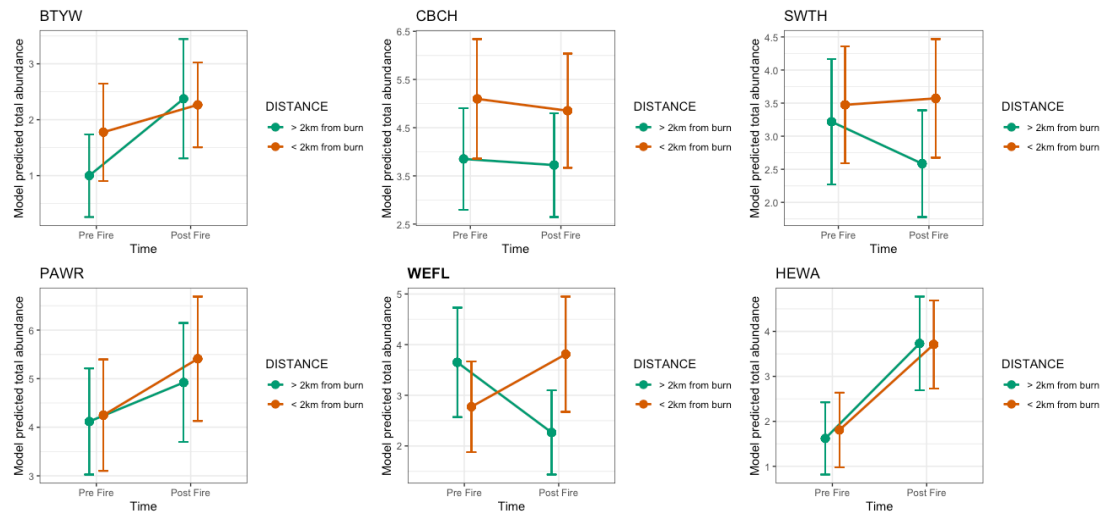 BTYW
Model predicted total abundance
3
2
1
Pre Fire
Post Fire
Time
DISTANCE
> 2km from burn
< 2km from burn
CBCH
Model predicted total abundance
6.5
5.5
4.5
3.5
2.5
Pre Fire
Post Fire
Time
DISTANCE
> 2km from burn
< 2km from burn
SWTH
Model predicted total abundance
4.5
4.0
3.5
3.0
2.5
2.0
Pre Fire
Post Fire
Time
DISTANCE
> 2km from burn
< 2km from burn
PAWR
Model predicted total abundance
6
5
4
3
Pre Fire
Post Fire
Time
DISTANCE
> 2km from burn
< 2km from burn
WEFL
Model predicted total abundance
5
4
3
2
Pre Fire
Post Fire
Time
DISTANCE
> 2km from burn
< 2km from burn
HEWA
Model predicted total abundance
4
3
2
1
Pre Fire
Post Fire
Time
DISTANCE
> 2km from burn
< 2km from burn